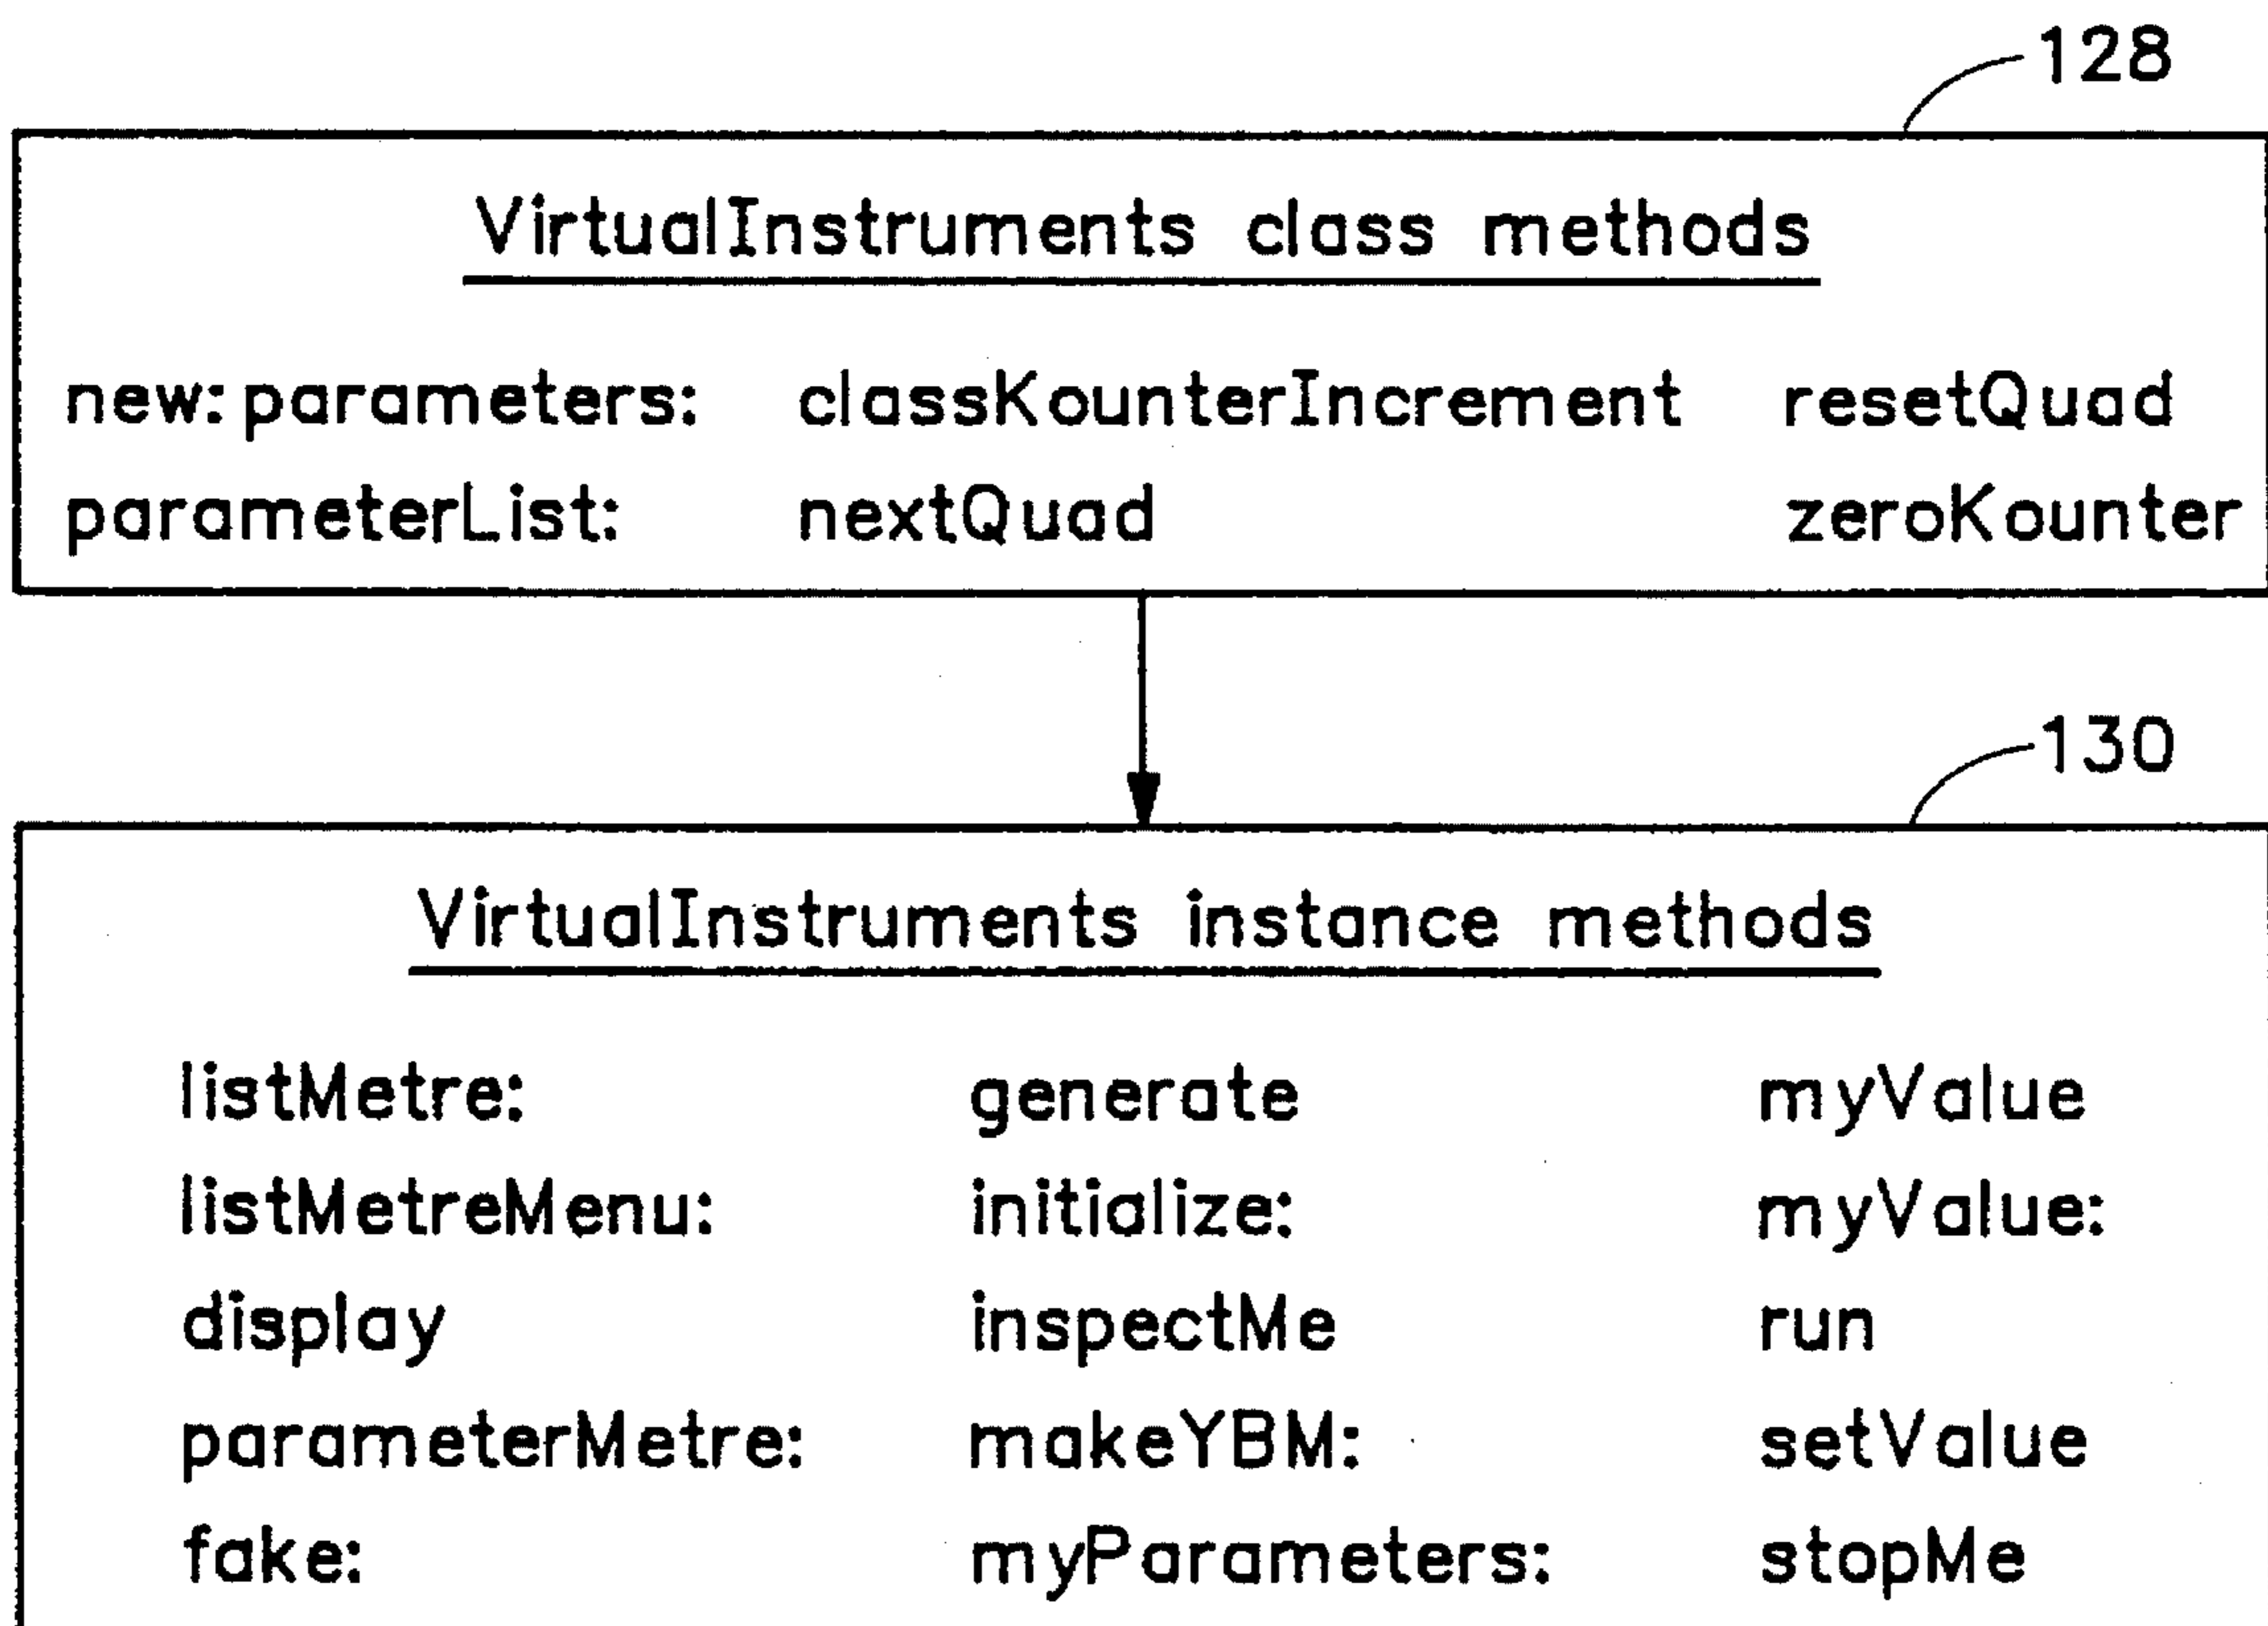 128
VirtualInstruments class methods
new:parameters: classKounterIncrement resetQuad
parameterList: nextQuad zeroKounter
130
VirtualInstruments instance methods
listMetre: generate myValue
listMetreMenu: initialize: myValue:
display inspectMe run
parameterMetre: makeYBM: setValue
fake: myParameters: stopMe